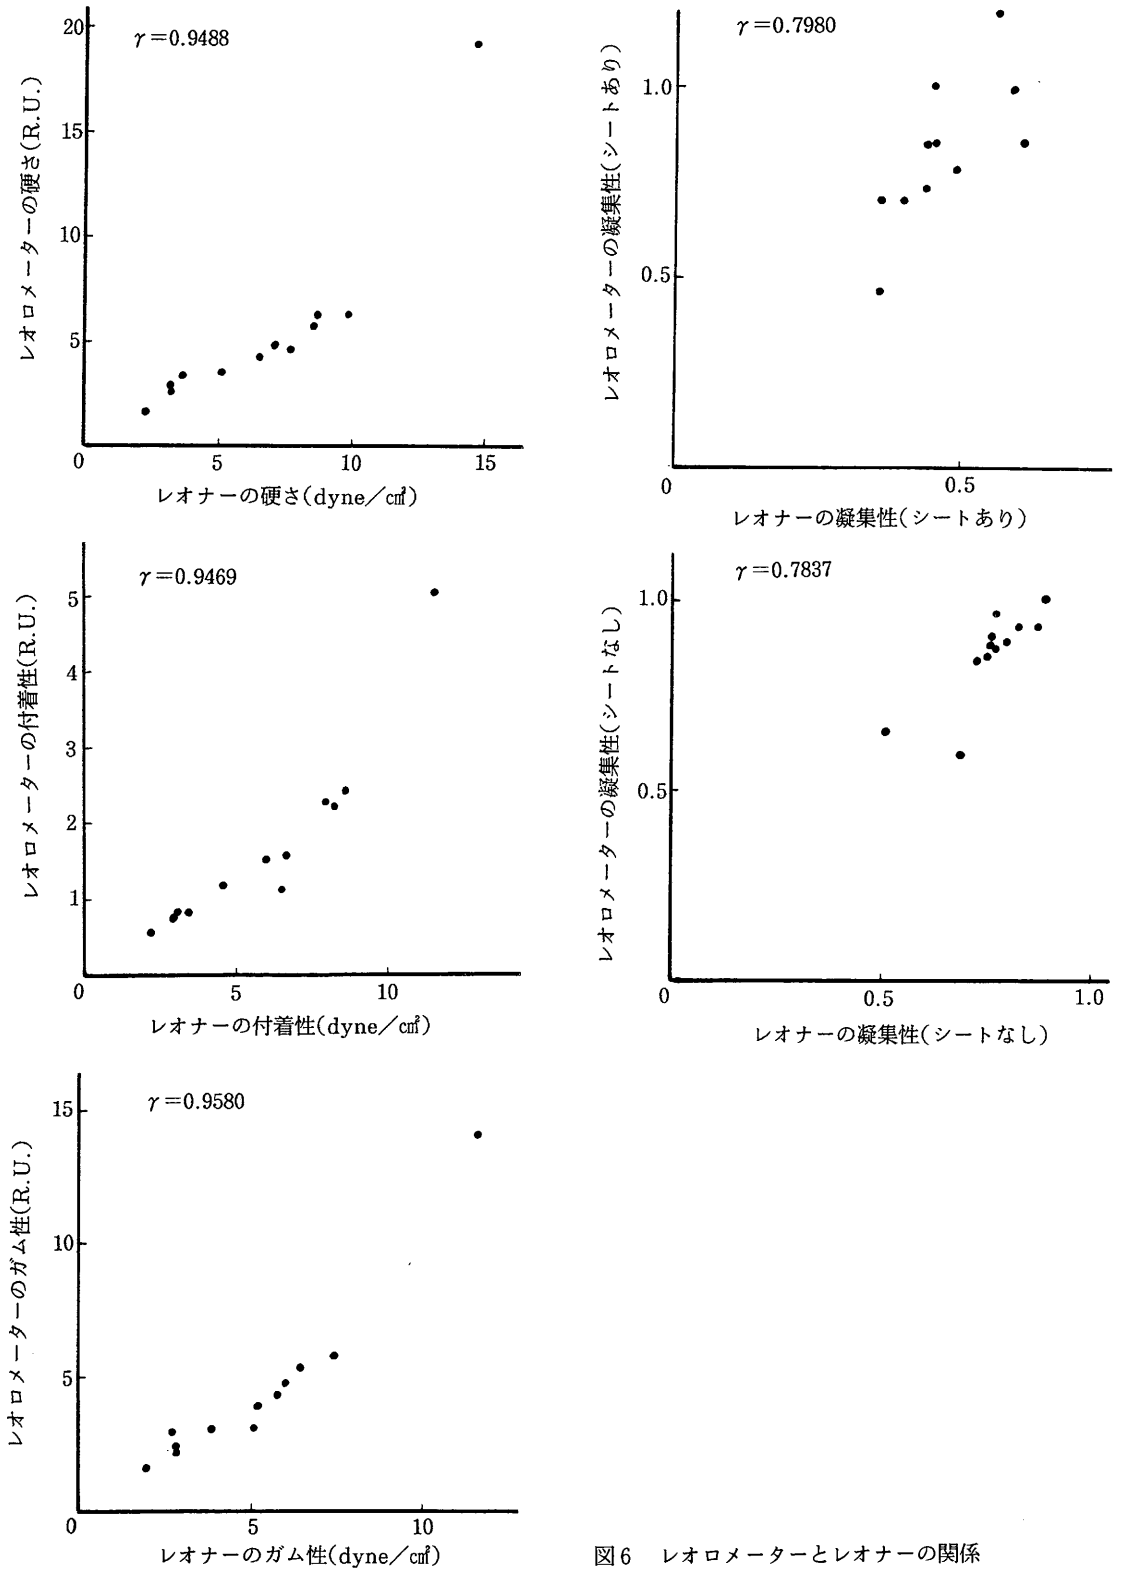 γ=0.9488
レオロメーターの硬さ(R.U.)
20
15
10
5
0
5
10
15
レオナーの硬さ(dyne/㎠)
γ=0.7980
レオロメーターの凝集性(シートあり)
1.0
0.5
0
0.5
レオナーの凝集性(シートあり)
γ=0.9469
レオロメーターの付着性(R.U.)
5
4
3
2
1
0
5
10
レオナーの付着性(dyne/㎠)
γ=0.7837
レオロメーターの凝集性(シートなし)
1.0
0.5
0
0.5
1.0
レオナーの凝集性(シートなし)
γ=0.9580
レオロメーターのガム性(R.U.)
15
10
5
0
5
10
レオナーのガム性(dyne/㎠)
図6 レオロメーターとレオナーの関係